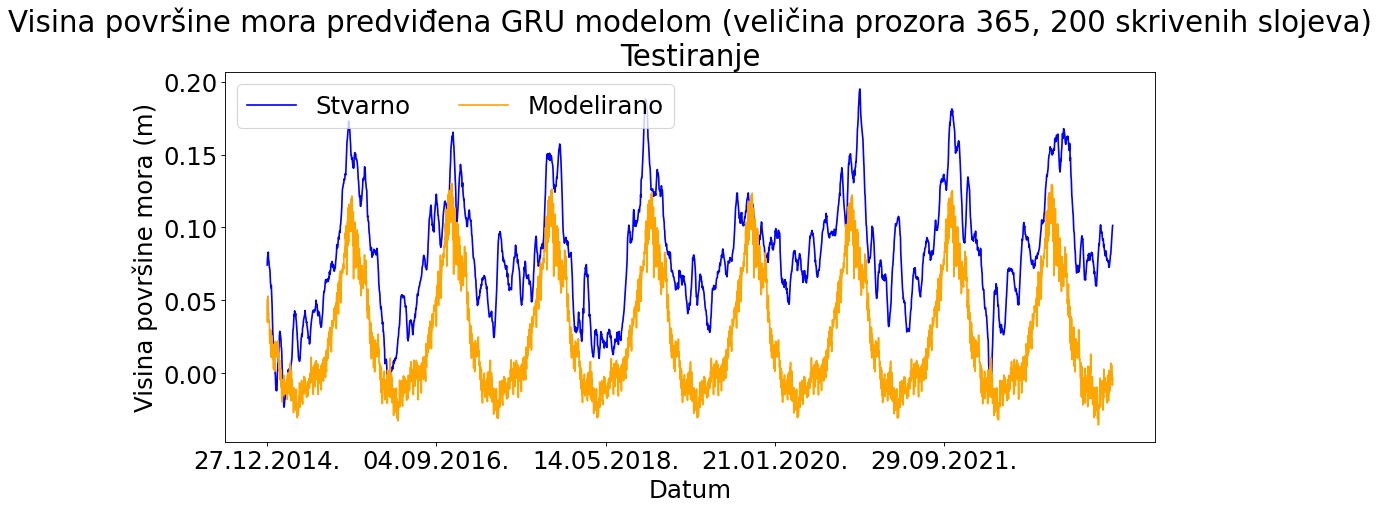 Visina površine mora predviđena GRU modelom (veličina prozora 365, 200 skrivenih slojeva)
Testiranje
Stvarno
Modelirano
Visina površine mora (m)
0.20
0.15
0.10
0.05
0.00
27.12.2014.
04.09.2016.
14.05.2018.
21.01.2020.
29.09.2021.
Datum